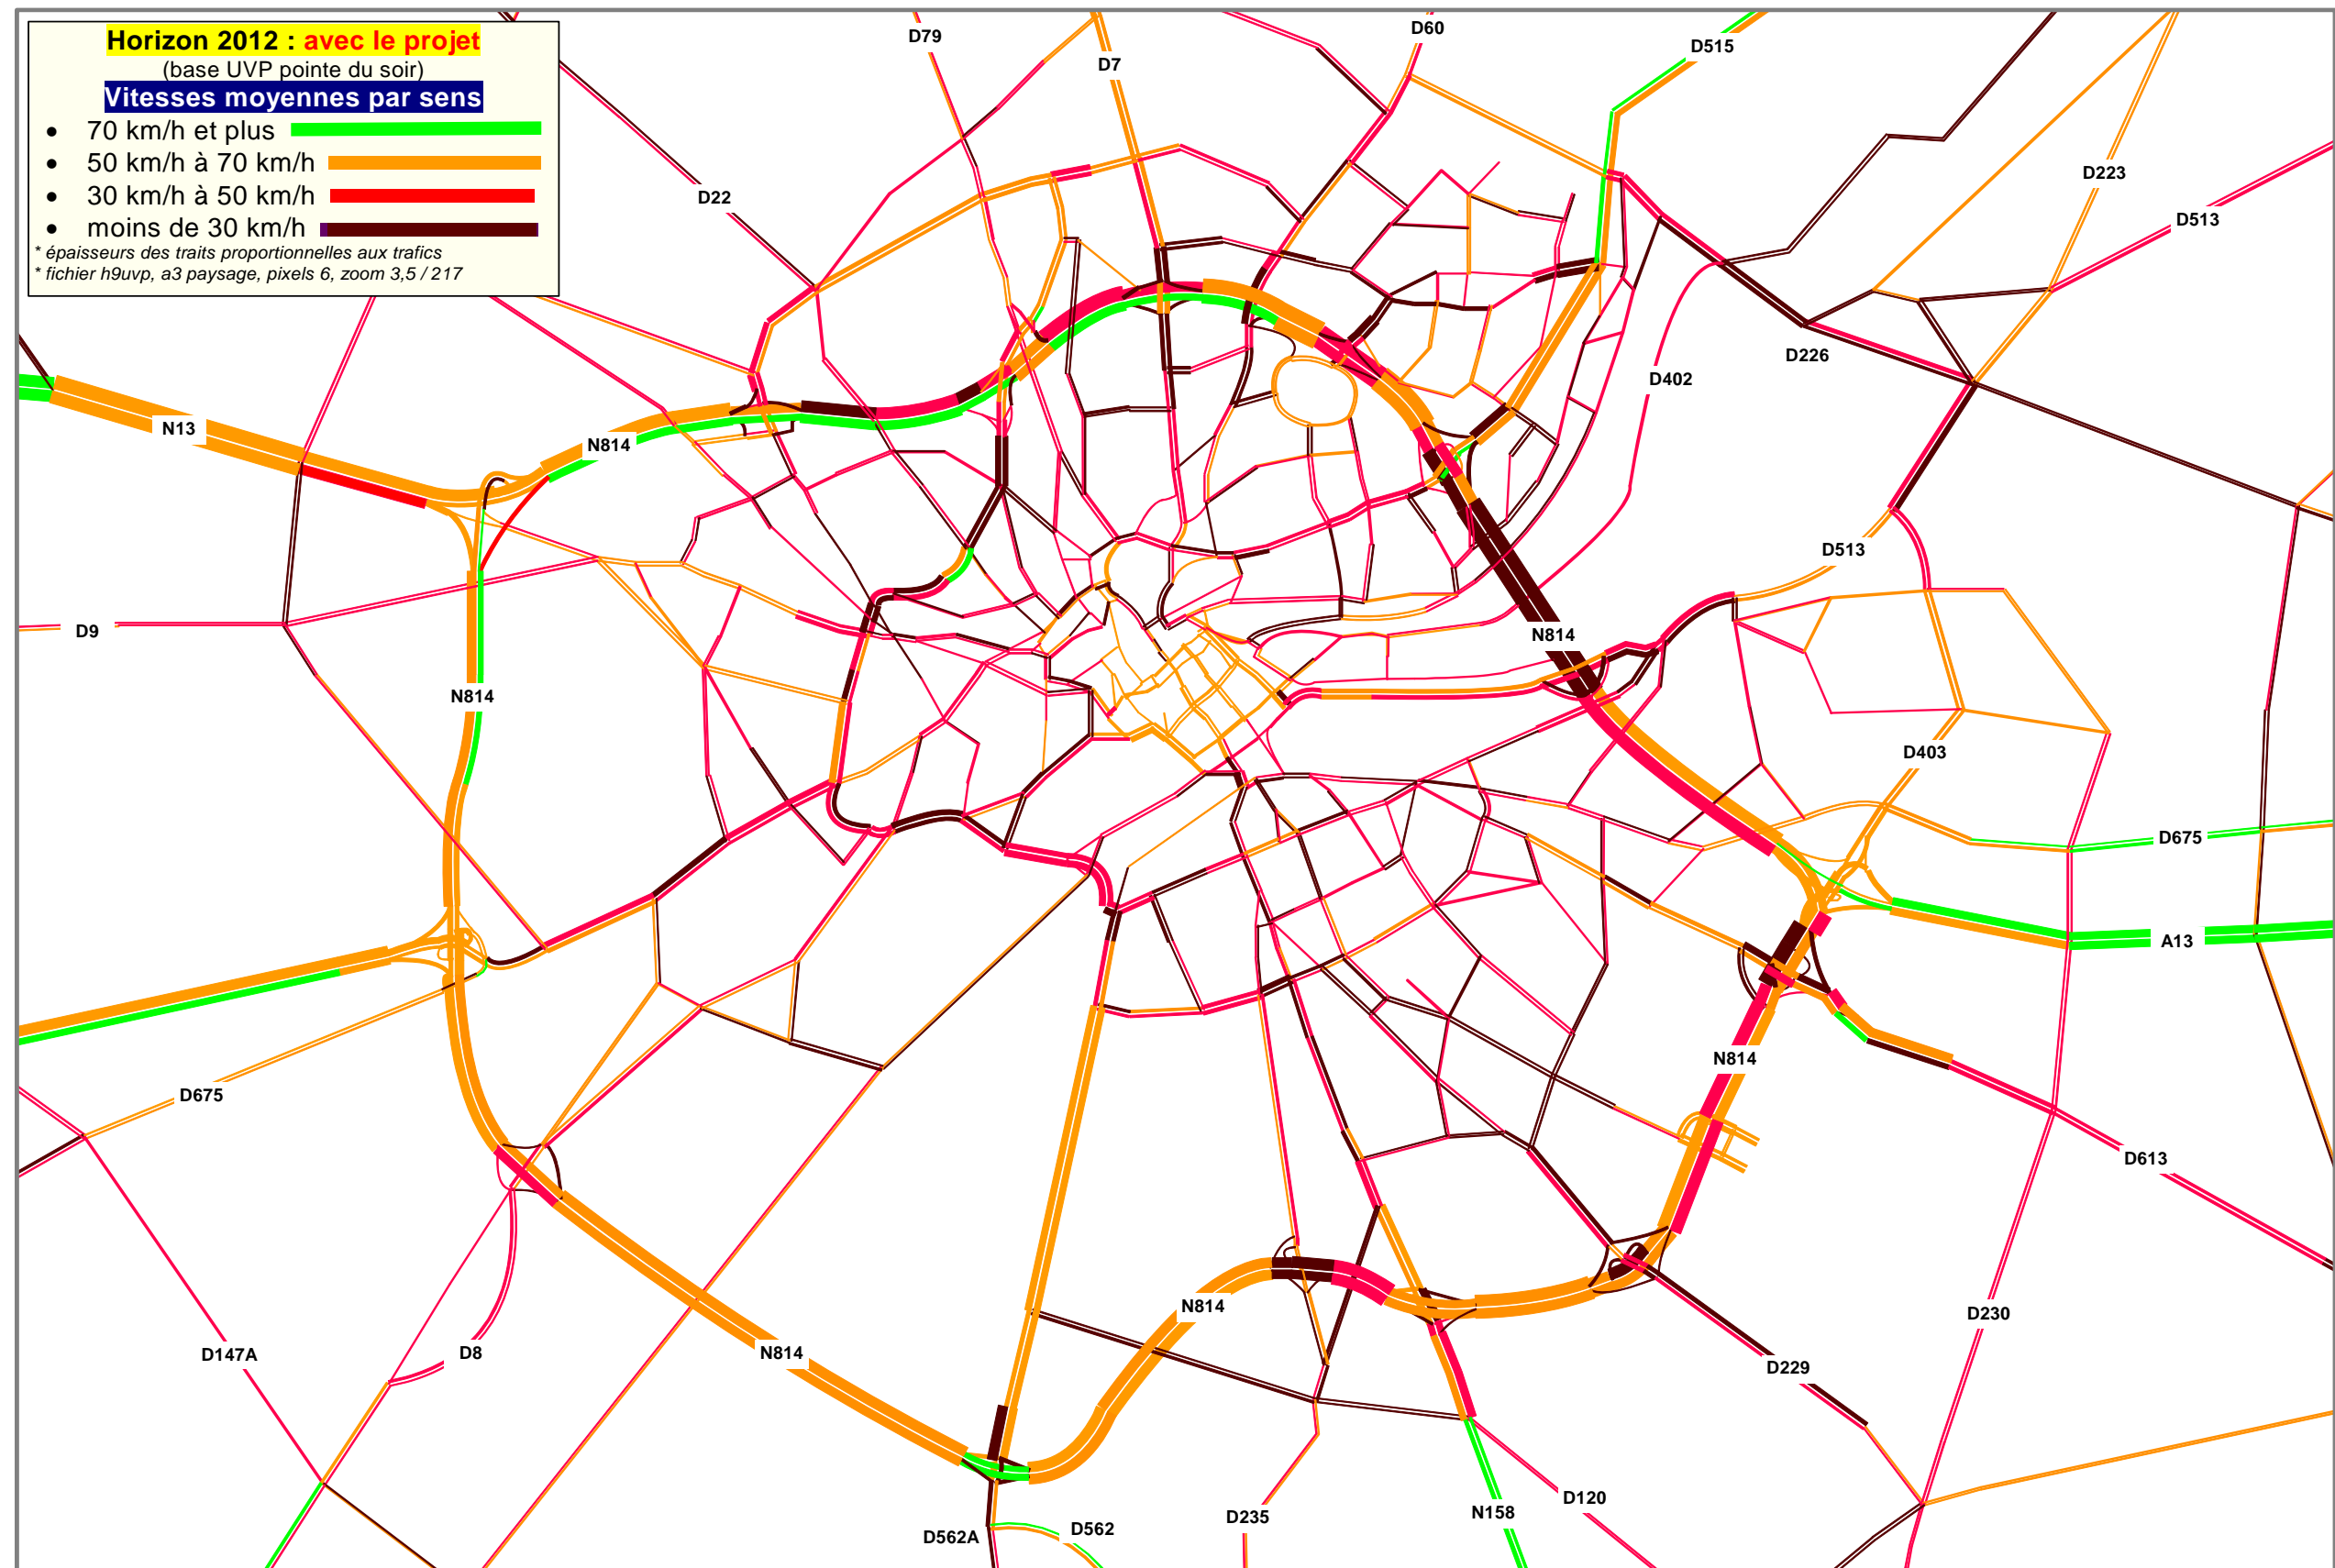 Horizon 2012 : avec le projet
(base UVP pointe du soir)
Vitesses moyennes par sens
• 70 km/h et plus
• 50 km/h à 70 km/h
• 30 km/h à 50 km/h
• moins de 30 km/h
* épaisseurs des traits proportionnelles aux trafics
* fichier h9uvp, a3 paysage, pixels 6, zoom 3,5 / 217
D79
D60
D7
D515
D22
D223
D513
D226
D402
N13
N814
D513
D9
N814
N814
D403
D675
A13
D675
N814
D613
D147A
D8
N814
N814
D230
D229
D562A
D562
D235
N158
D120